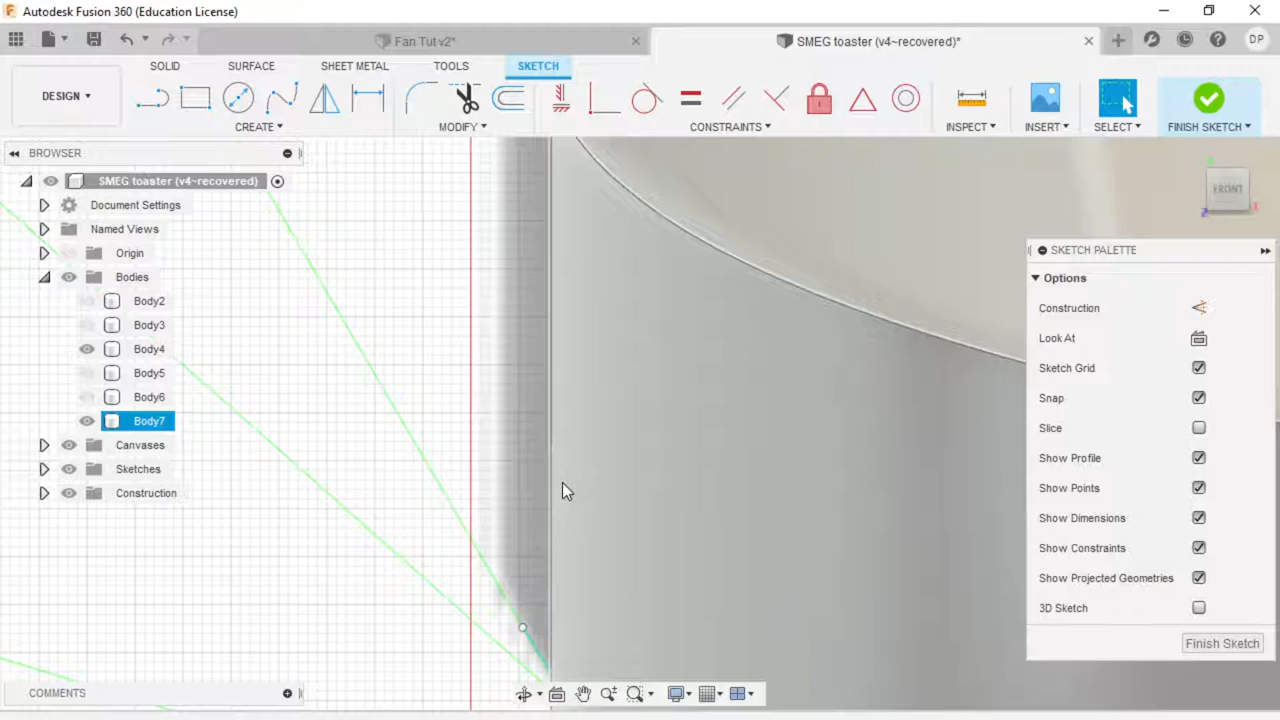 Autodesk Fusion 360 (Education License)
Fan Tut v2*
SMEG toaster (v4~recovered)*
DP
DESIGN
SOLID
SURFACE
SHEET METAL
TOOLS
SKETCH
CREATE
MODIFY
CONSTRAINTS
INSPECT
INSERT
SELECT
FINISH SKETCH
BROWSER
SMEG toaster (v4~recovered)
Document Settings
Named Views
Origin
Bodies
Body2
Body3
Body4
Body5
Body6
Body7
Canvases
Sketches
Construction
COMMENTS
FRONT
Z
X
SKETCH PALETTE
Options
Construction
Look At
Sketch Grid
Snap
Slice
Show Profile
Show Points
Show Dimensions
Show Constraints
Show Projected Geometries
3D Sketch
Finish Sketch